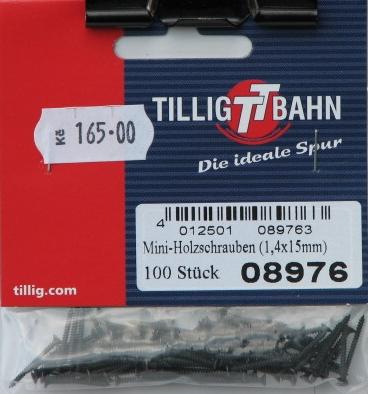 TILLIG TT BAHN
Kč 165·00
Die ideale Spur
4 012501 089763
Mini-Holzschrauben (1,4x15mm)
100 Stück 08976
tillig.com